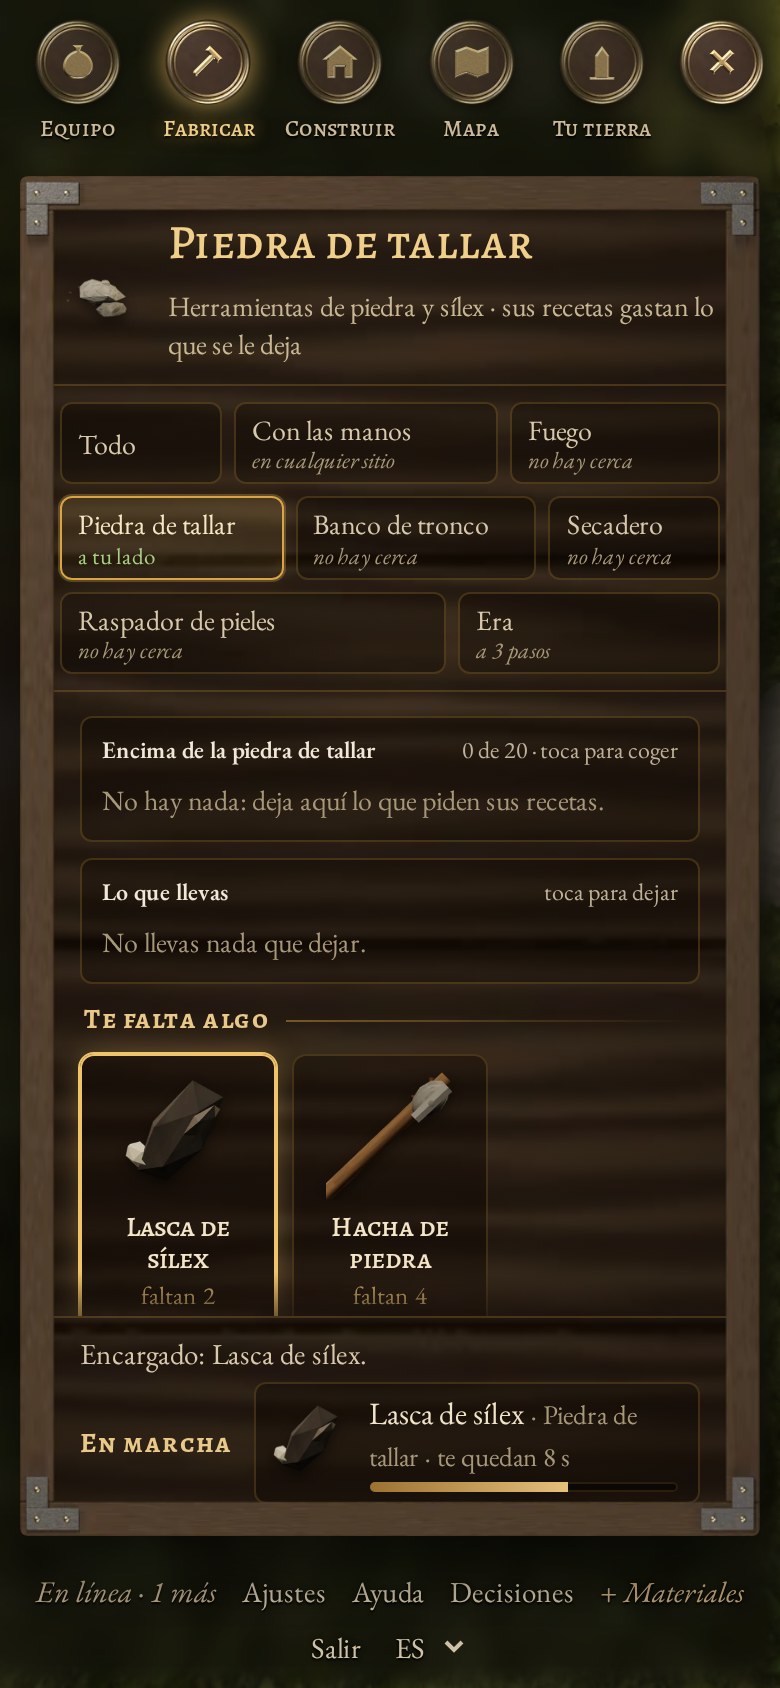 Equipo Fabricar Construir Mapa Tu tierra
Piedra de tallar
Herramientas de piedra y sílex · sus recetas gastan lo
que se le deja
Todo
Con las manos
en cualquier sitio
Fuego
no hay cerca
Piedra de tallar
a tu lado
Banco de tronco
no hay cerca
Secadero
no hay cerca
Raspador de pieles
no hay cerca
Era
a 3 pasos
Encima de la piedra de tallar 0 de 20 · toca para coger
No hay nada: deja aquí lo que piden sus recetas.
Lo que llevas toca para dejar
No llevas nada que dejar.
Te falta algo
Lasca de
sílex
faltan 2
Hacha de
piedra
faltan 4
Encargado: Lasca de sílex.
En marcha
Lasca de sílex · Piedra de
tallar · te quedan 8 s
En línea · 1 más Ajustes Ayuda Decisiones + Materiales
Salir ES